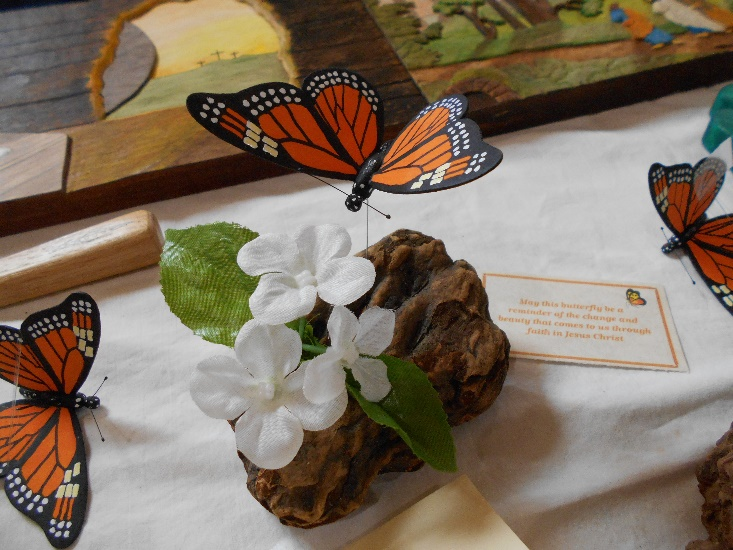 May this butterfly be a
reminder of the change and
beauty that comes to us through
faith in Jesus Christ